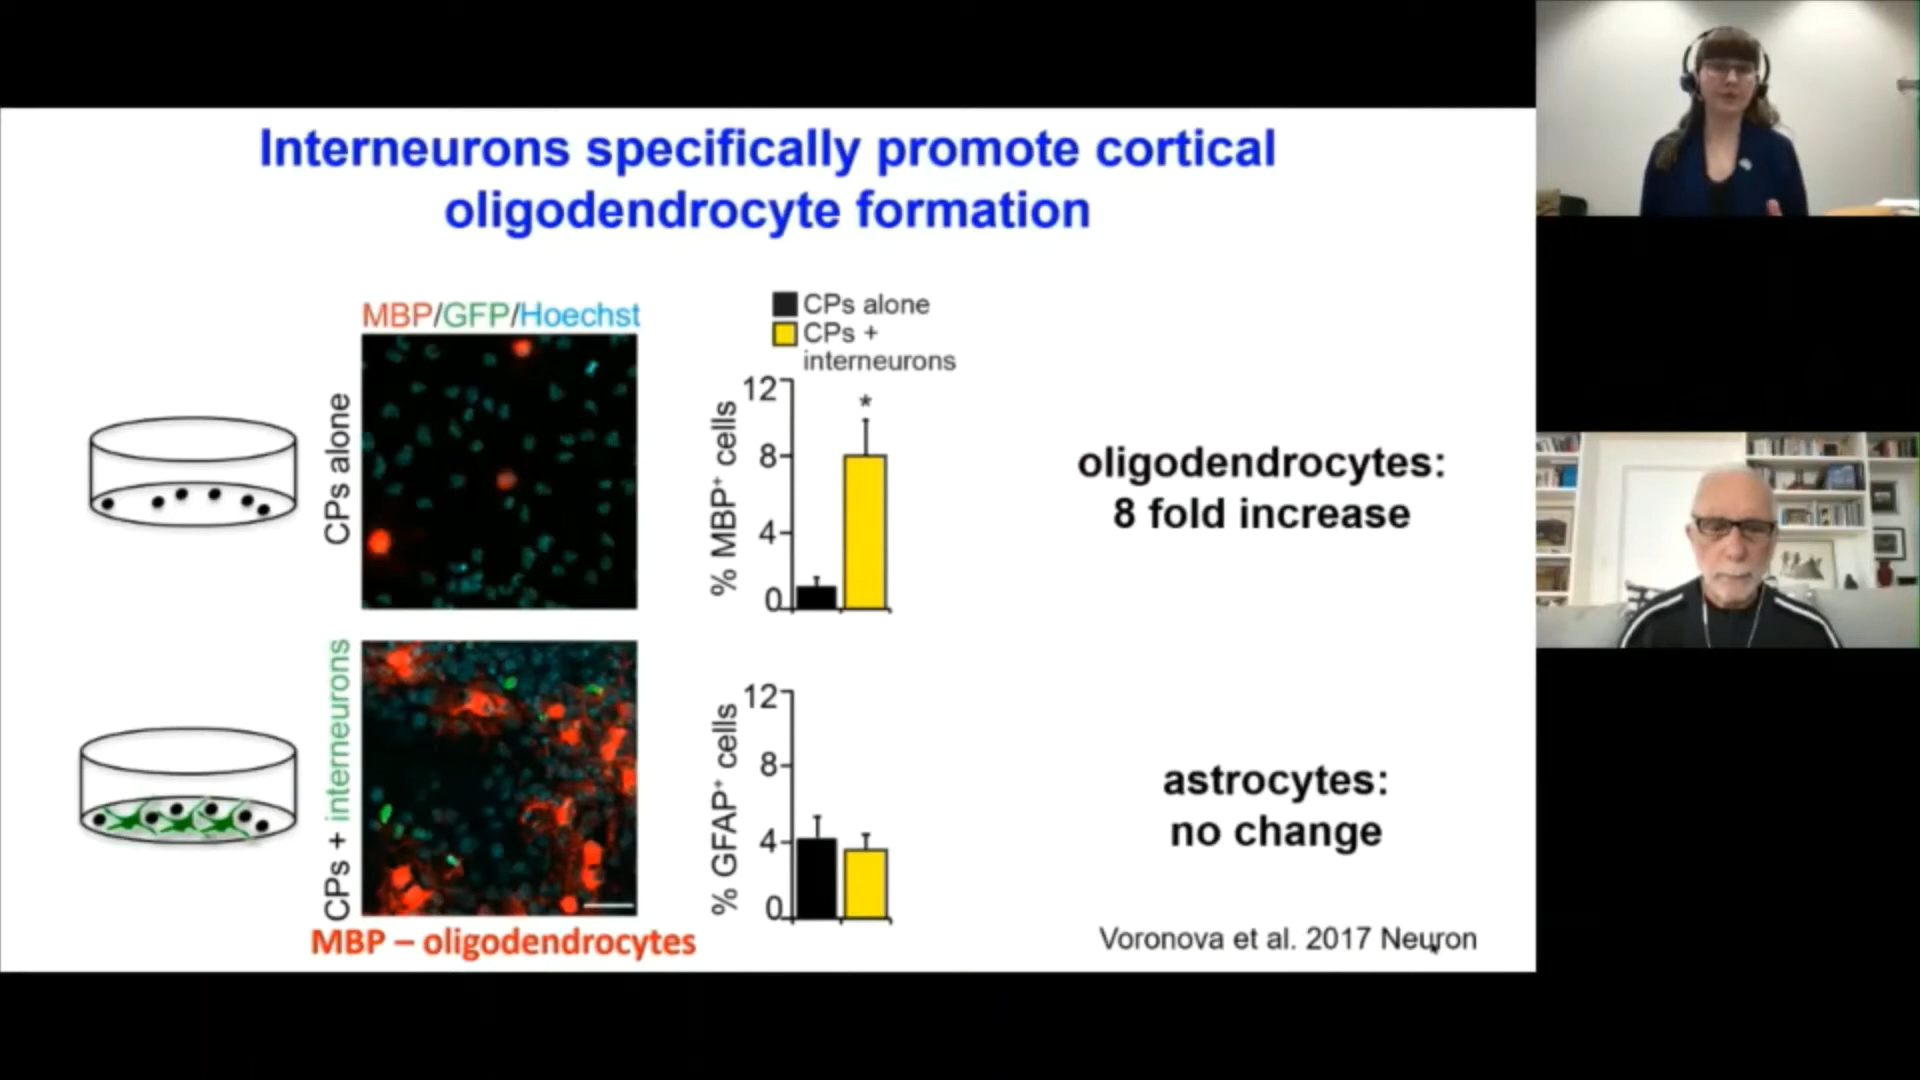 Interneurons specifically promote cortical
oligodendrocyte formation
MBP/GFP/Hoechst
CPs alone
CPs +
interneurons
CPs alone
12
*
8
4
0
% MBP⁺ cells
oligodendrocytes:
8 fold increase
CPs + interneurons
12
8
4
0
% GFAP⁺ cells
astrocytes:
no change
MBP – oligodendrocytes
Voronova et al. 2017 Neuron